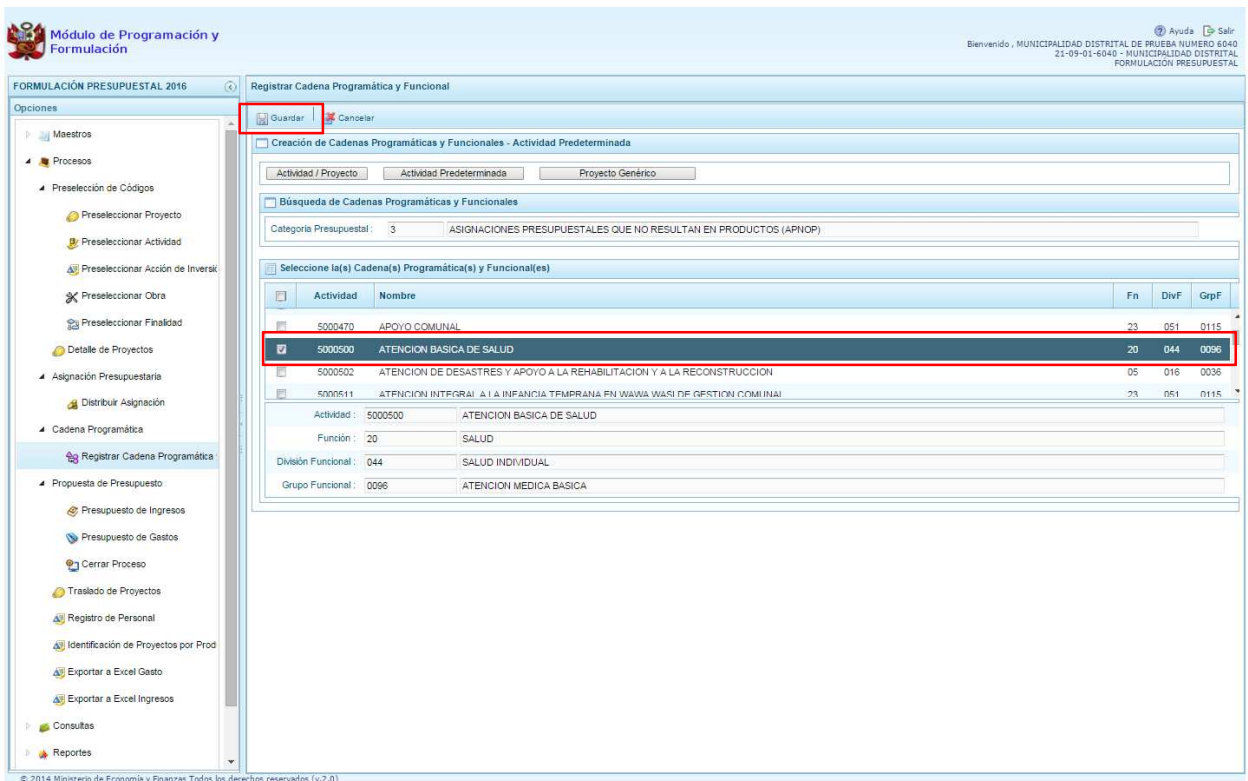 Módulo de Programación y
Formulación
Ayuda Salir
Bienvenido , MUNICIPALIDAD DISTRITAL DE PRUEBA NUMERO 6040
21-09-01-6040 - MUNICIPALIDAD DISTRITAL
FORMULACIÓN PRESUPUESTAL
FORMULACIÓN PRESUPUESTAL 2016
Opciones
Maestros
Procesos
Preselección de Códigos
Preseleccionar Proyecto
Preseleccionar Actividad
Preseleccionar Acción de Inversió
Preseleccionar Obra
Preseleccionar Finalidad
Detalle de Proyectos
Asignación Presupuestaria
Distribuir Asignación
Cadena Programática
Registrar Cadena Programática
Propuesta de Presupuesto
Presupuesto de Ingresos
Presupuesto de Gastos
Cerrar Proceso
Traslado de Proyectos
Registro de Personal
Identificación de Proyectos por Prod
Exportar a Excel Gasto
Exportar a Excel Ingresos
Consultas
Reportes
Registrar Cadena Programática y Funcional
Guardar Cancelar
Creación de Cadenas Programáticas y Funcionales - Actividad Predeterminada
Actividad / Proyecto Actividad Predeterminada Proyecto Genérico
Búsqueda de Cadenas Programáticas y Funcionales
Categoría Presupuestal : 3 ASIGNACIONES PRESUPUESTALES QUE NO RESULTAN EN PRODUCTOS (APNOP)
Seleccione la(s) Cadena(s) Programática(s) y Funcional(es)
Actividad Nombre Fn DivF GrpF
5000470 APOYO COMUNAL 23 051 0115
5000500 ATENCION BASICA DE SALUD 20 044 0096
5000502 ATENCION DE DESASTRES Y APOYO A LA REHABILITACION Y A LA RECONSTRUCCION 05 016 0036
5000511 ATENCION INTEGRAL A LA INFANCIA TEMPRANA EN WAWA WASI DE GESTION COMUNAL 23 051 0115
Actividad : 5000500 ATENCION BASICA DE SALUD
Función : 20 SALUD
División Funcional : 044 SALUD INDIVIDUAL
Grupo Funcional : 0096 ATENCION MEDICA BASICA
© 2014 Ministerio de Economía y Finanzas Todos los derechos reservados (v.2.0)